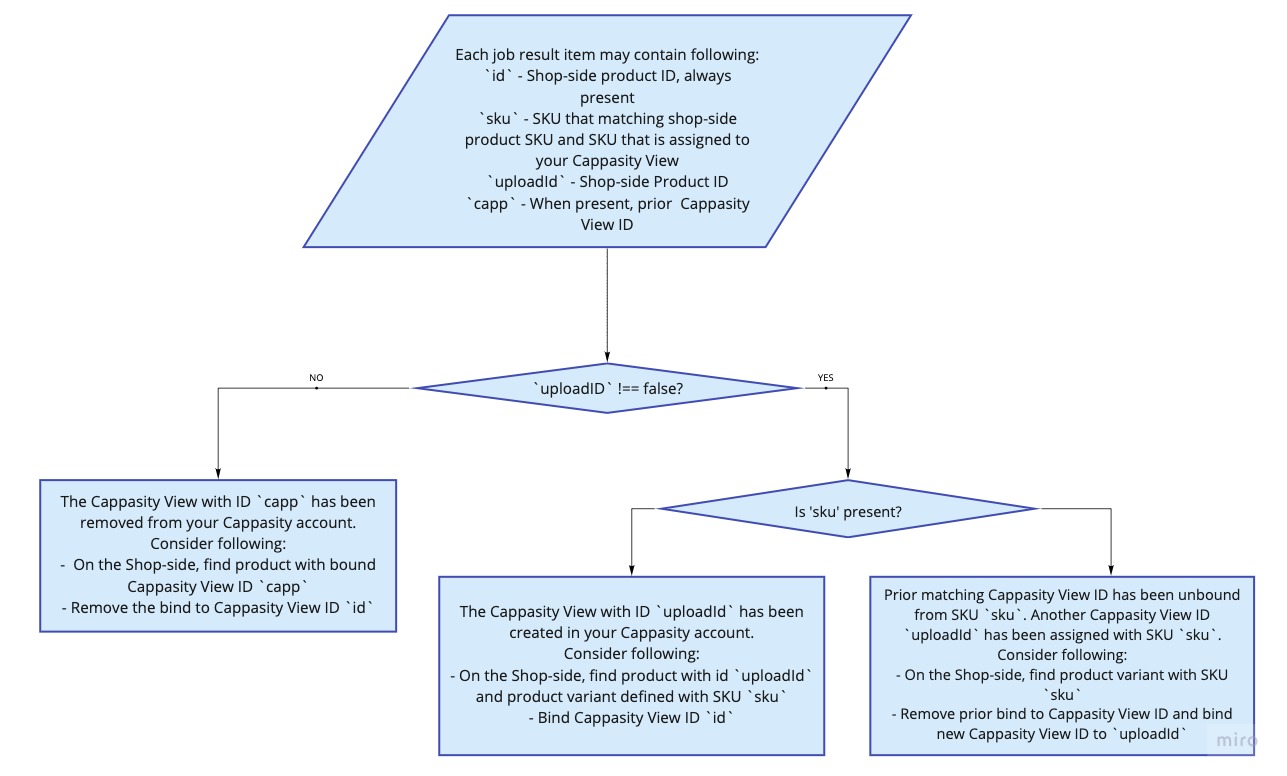 Each job result item may contain following:
`id` - Shop-side product ID, always
present
`sku` - SKU that matching shop-side
product SKU and SKU that is assigned to
your Cappasity View
`uploadId` - Shop-side Product ID
`capp` - When present, prior  Cappasity
View ID
`uploadID` !== false?
NO
YES
The Cappasity View with ID `capp` has been
removed from your Cappasity account.
Consider following:
-  On the Shop-side, find product with bound
Cappasity View ID `capp`
- Remove the bind to Cappasity View ID `id`
Is 'sku' present?
The Cappasity View with ID `uploadId` has been
created in your Cappasity account.
Consider following:
- On the Shop-side, find product with id `uploadId`
and product variant defined with SKU `sku`
- Bind Cappasity View ID `id`
Prior matching Cappasity View ID has been unbound
from SKU `sku`. Another Cappasity View ID
`uploadId` has been assigned with SKU `sku`.
Consider following:
- On the Shop-side, find product variant with SKU
`sku`
- Remove prior bind to Cappasity View ID and bind
new Cappasity View ID to `uploadId`
miro